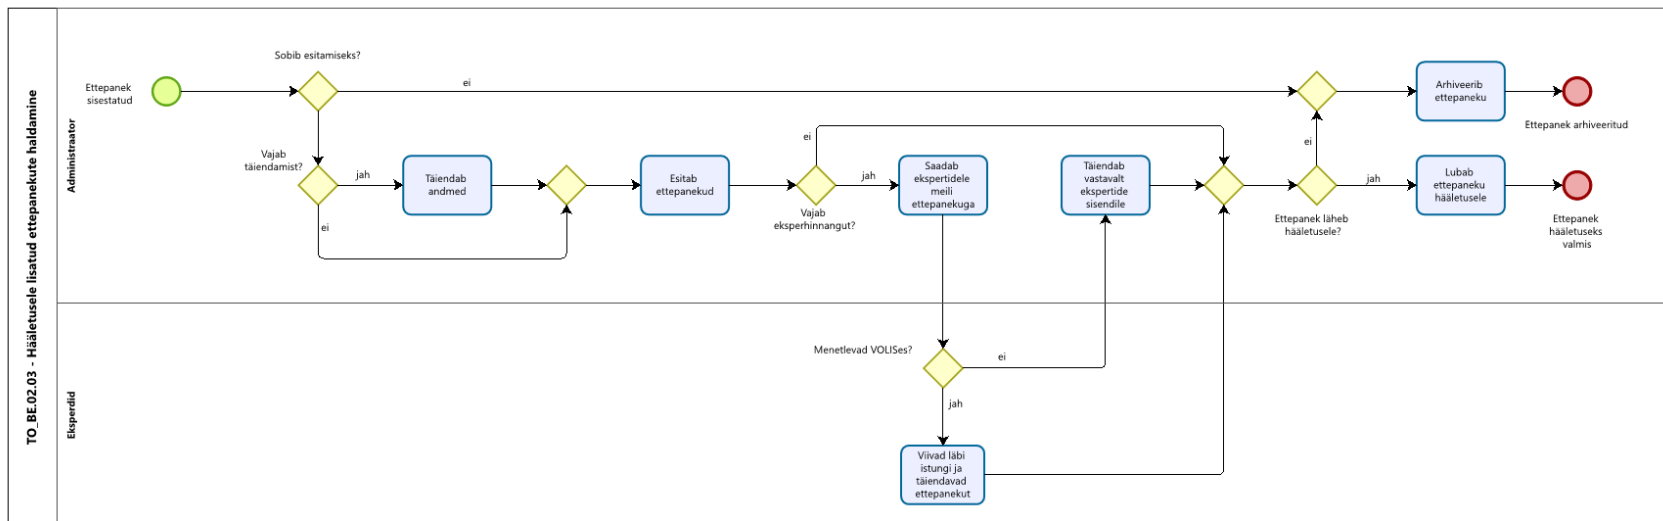 TO_BE.02.03 - Hääletusele lisatud ettepanekute haldamine
Administraator
Ettepanek
sisestatud
Sobib esitamiseks?
ei
Arhiveerib
ettepaneku
Ettepanek arhiveeritud
Vajab
täiendamist?
jah
ei
Täiendab
andmed
Esitab
ettepanekud
ei
jah
Vajab
eksperhinnangut?
Saadab
ekspertidele
meili
ettepanekuga
Täiendab
vastavalt
ekspertide
sisendile
ei
jah
Ettepanek läheb
hääletusele?
Lubab
ettepaneku
hääletusele
Ettepanek
hääletuseks
valmis
Eksperdid
Menetlevad VOLISes?
ei
jah
Viivad läbi
istungi ja
täiendavad
ettepanekut